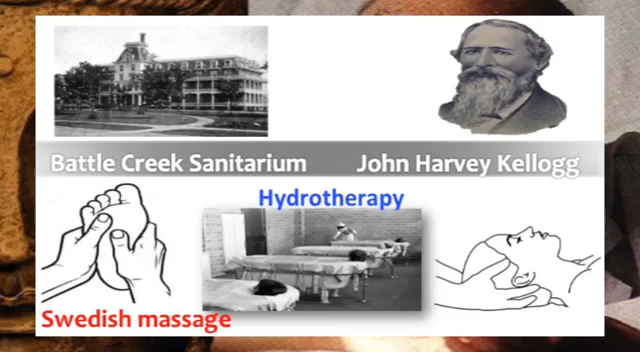 Battle Creek Sanitarium
John Harvey Kellogg
Hydrotherapy
Swedish massage